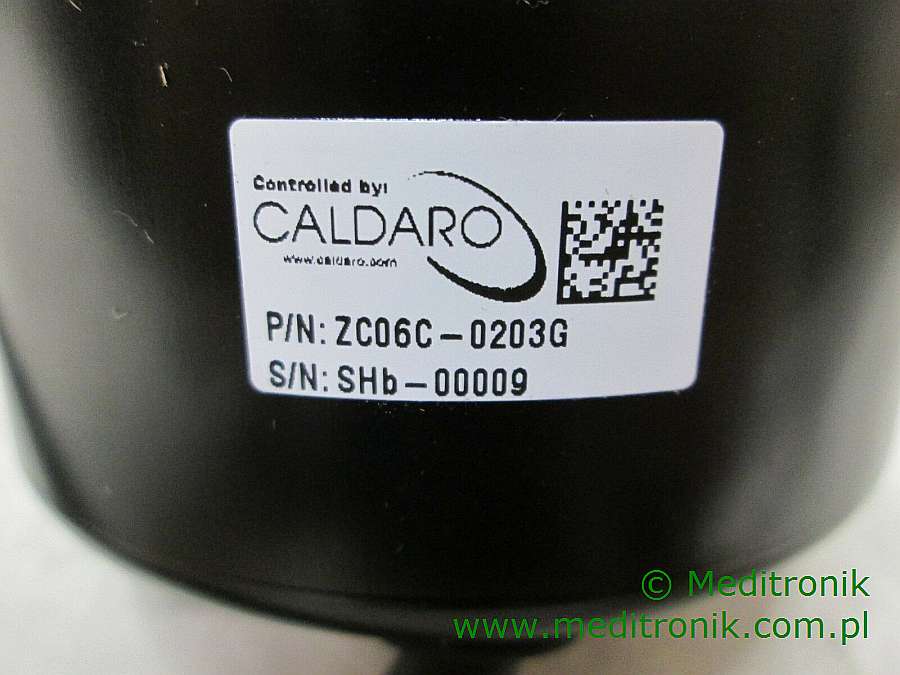 Controlled by:
CALDARO
www.caldaro.com
P/N: ZC06C-0203G
S/N: SHb-00009
© Meditronik
www.meditronik.com.pl